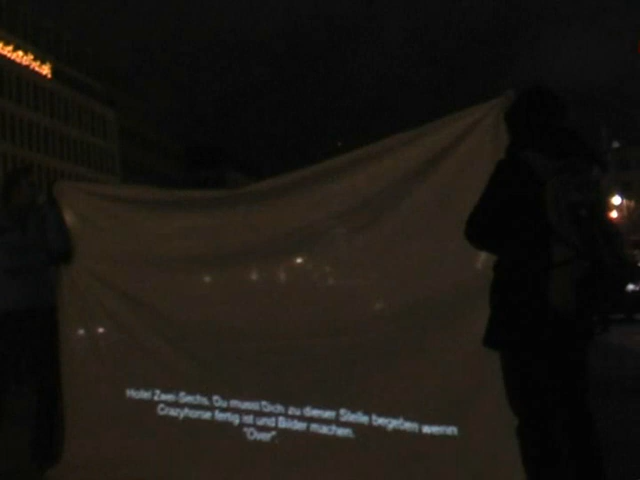 Hotel Zwei-Sechs. Du musst Dich zu dieser Stelle begeben wenn
Crazyhorse fertig ist und Bilder machen.
"Over".